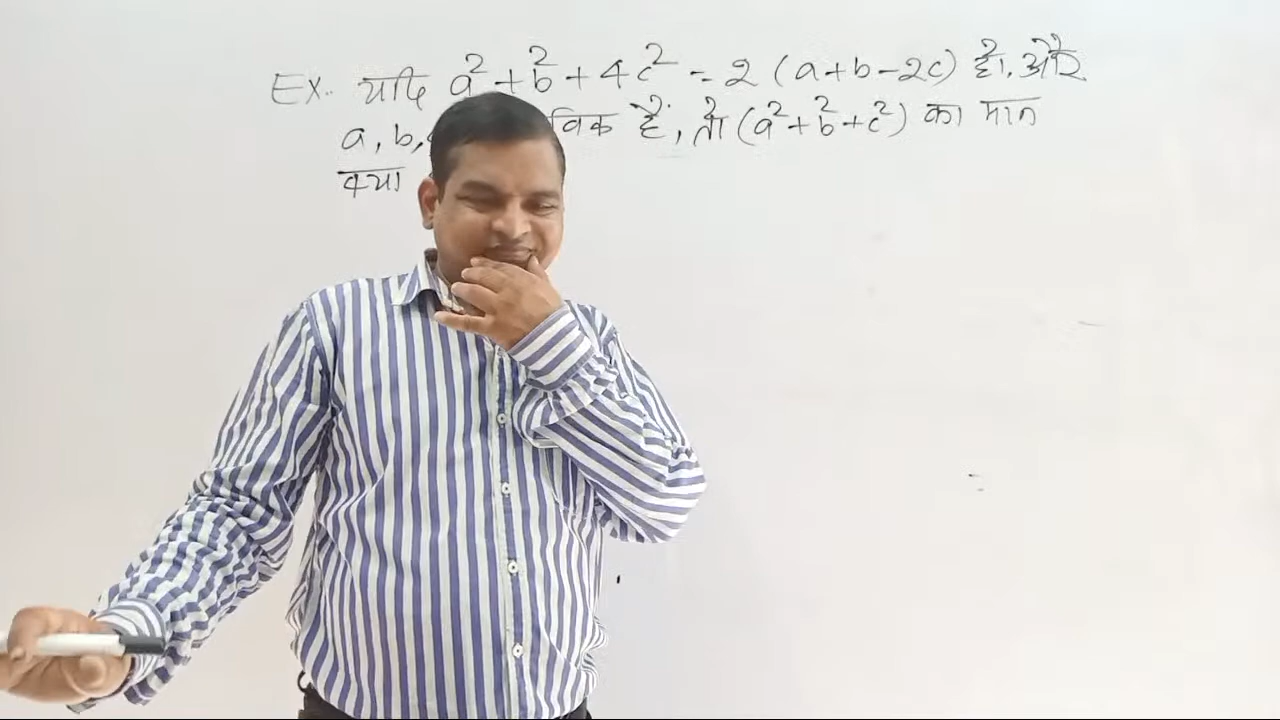 Ex. यदि a²+b²+4c² = 2 (a+b-2c) है, और
a, b, है, तो (a²+b²+c²) का मान
क्या